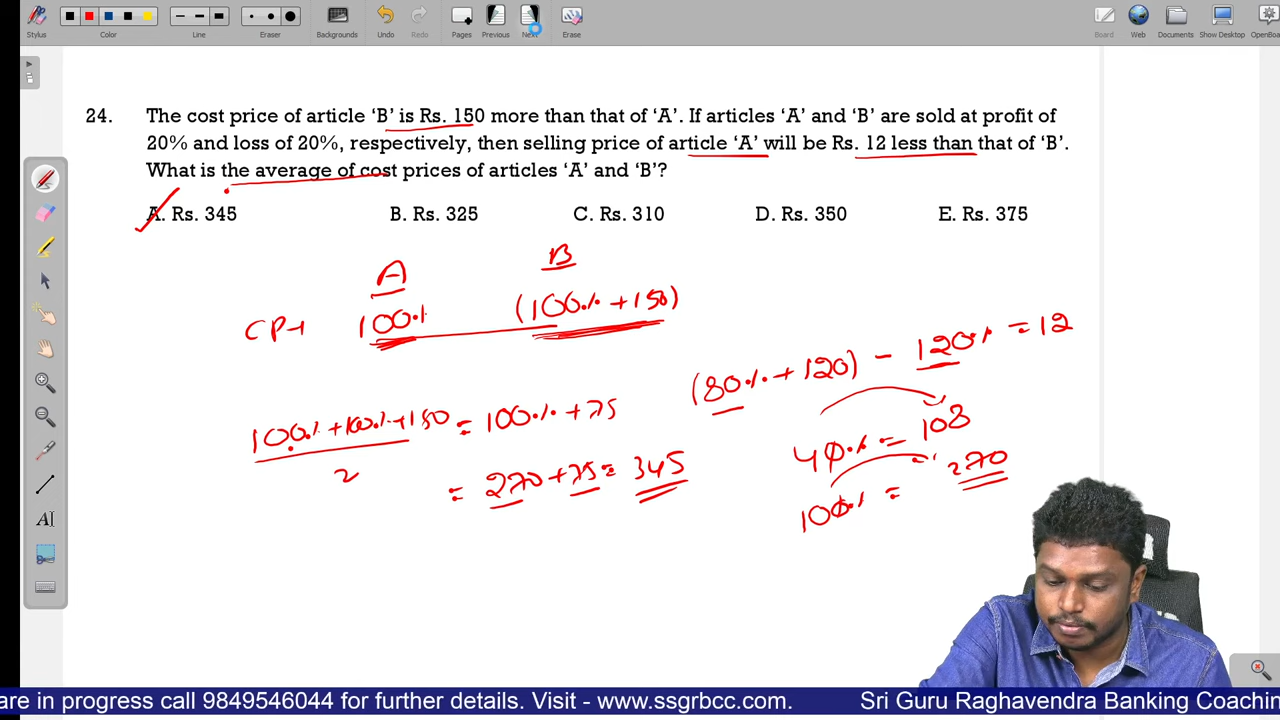 Stylus Color Line Eraser Backgrounds Undo Redo Pages Previous Next Erase Board Web Documents Show Desktop OpenBoa
24. The cost price of article ‘B’ is Rs. 150 more than that of ‘A’. If articles ‘A’ and ‘B’ are sold at profit of
20% and loss of 20%, respectively, then selling price of article ‘A’ will be Rs. 12 less than that of ‘B’.
What is the average of cost prices of articles ‘A’ and ‘B’?
A. Rs. 345 B. Rs. 325 C. Rs. 310 D. Rs. 350 E. Rs. 375
A B
CP→ 100% (100%+150)
(80%+120) - 120% = 12
100%+100%+150 = 100%+75
2
40% = 108
= 270+75= 345
100% = 270
are in progress call 9849546044 for further details. Visit - www.ssgrbcc.com. Sri Guru Raghavendra Banking Coachin